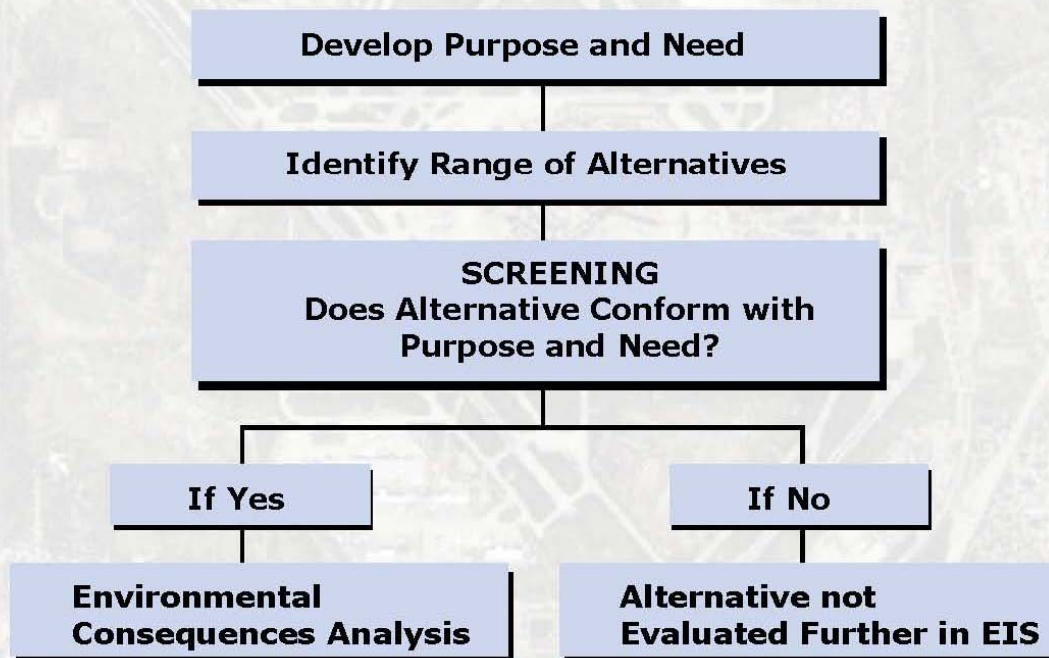 Develop Purpose and Need
Identify Range of Alternatives
SCREENING
Does Alternative Conform with
Purpose and Need?
If Yes
If No
Environmental
Consequences Analysis
Alternative not
Evaluated Further in EIS